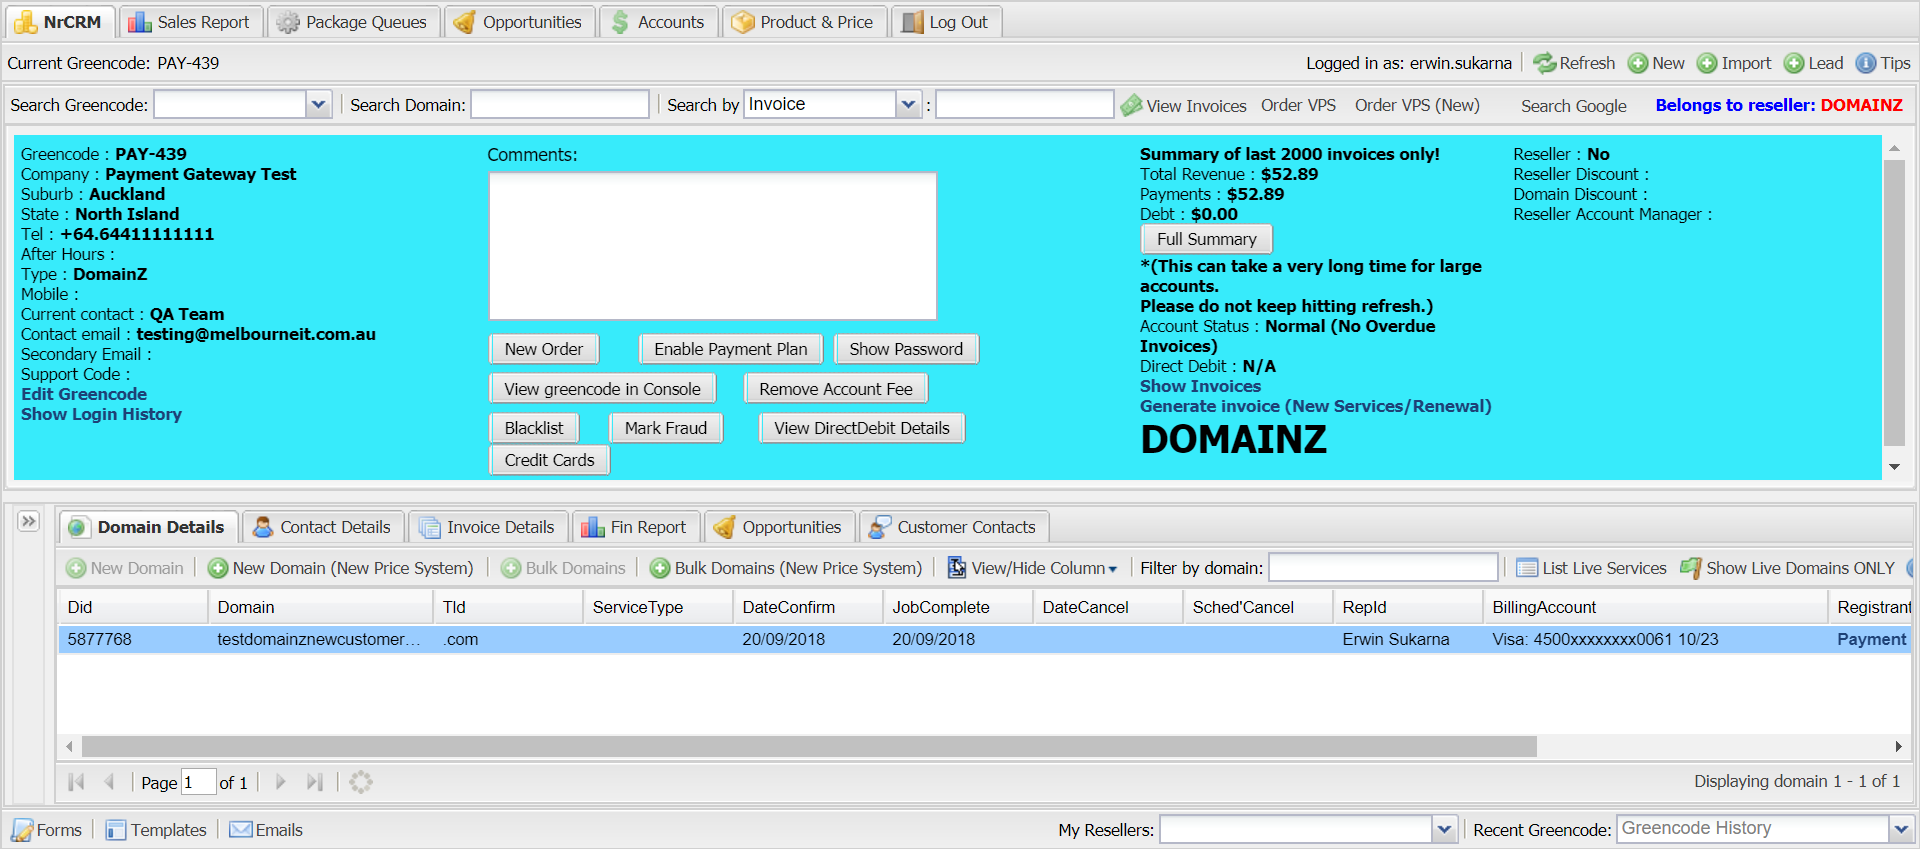 NrCRM Sales Report Package Queues Opportunities Accounts Product & Price Log Out
Current Greencode: PAY-439 Logged in as: erwin.sukarna Refresh New Import Lead Tips
Search Greencode: Search Domain: Search by Invoice : View Invoices Order VPS Order VPS (New) Search Google Belongs to reseller: DOMAINZ
Greencode : PAY-439
Company : Payment Gateway Test
Suburb : Auckland
State : North Island
Tel : +64.64411111111
After Hours :
Type : DomainZ
Mobile :
Current contact : QA Team
Contact email : testing@melbourneit.com.au
Secondary Email :
Support Code :
Edit Greencode
Show Login History
Comments:
New Order Enable Payment Plan Show Password
View greencode in Console Remove Account Fee
Blacklist Mark Fraud View DirectDebit Details
Credit Cards
Summary of last 2000 invoices only!
Total Revenue : $52.89
Payments : $52.89
Debt : $0.00
Full Summary
*(This can take a very long time for large
accounts.
Please do not keep hitting refresh.)
Account Status : Normal (No Overdue
Invoices)
Direct Debit : N/A
Show Invoices
Generate invoice (New Services/Renewal)
DOMAINZ
Reseller : No
Reseller Discount :
Domain Discount :
Reseller Account Manager :
Domain Details Contact Details Invoice Details Fin Report Opportunities Customer Contacts
New Domain New Domain (New Price System) Bulk Domains Bulk Domains (New Price System) View/Hide Column Filter by domain: List Live Services Show Live Domains ONLY
Did Domain Tld ServiceType DateConfirm JobComplete DateCancel Sched'Cancel RepId BillingAccount Registrant
5877768 testdomainznewcustomer... .com 20/09/2018 20/09/2018 Erwin Sukarna Visa: 4500xxxxxxxx0061 10/23 Payment
Page 1 of 1 Displaying domain 1 - 1 of 1
Forms Templates Emails My Resellers: Recent Greencode: Greencode History